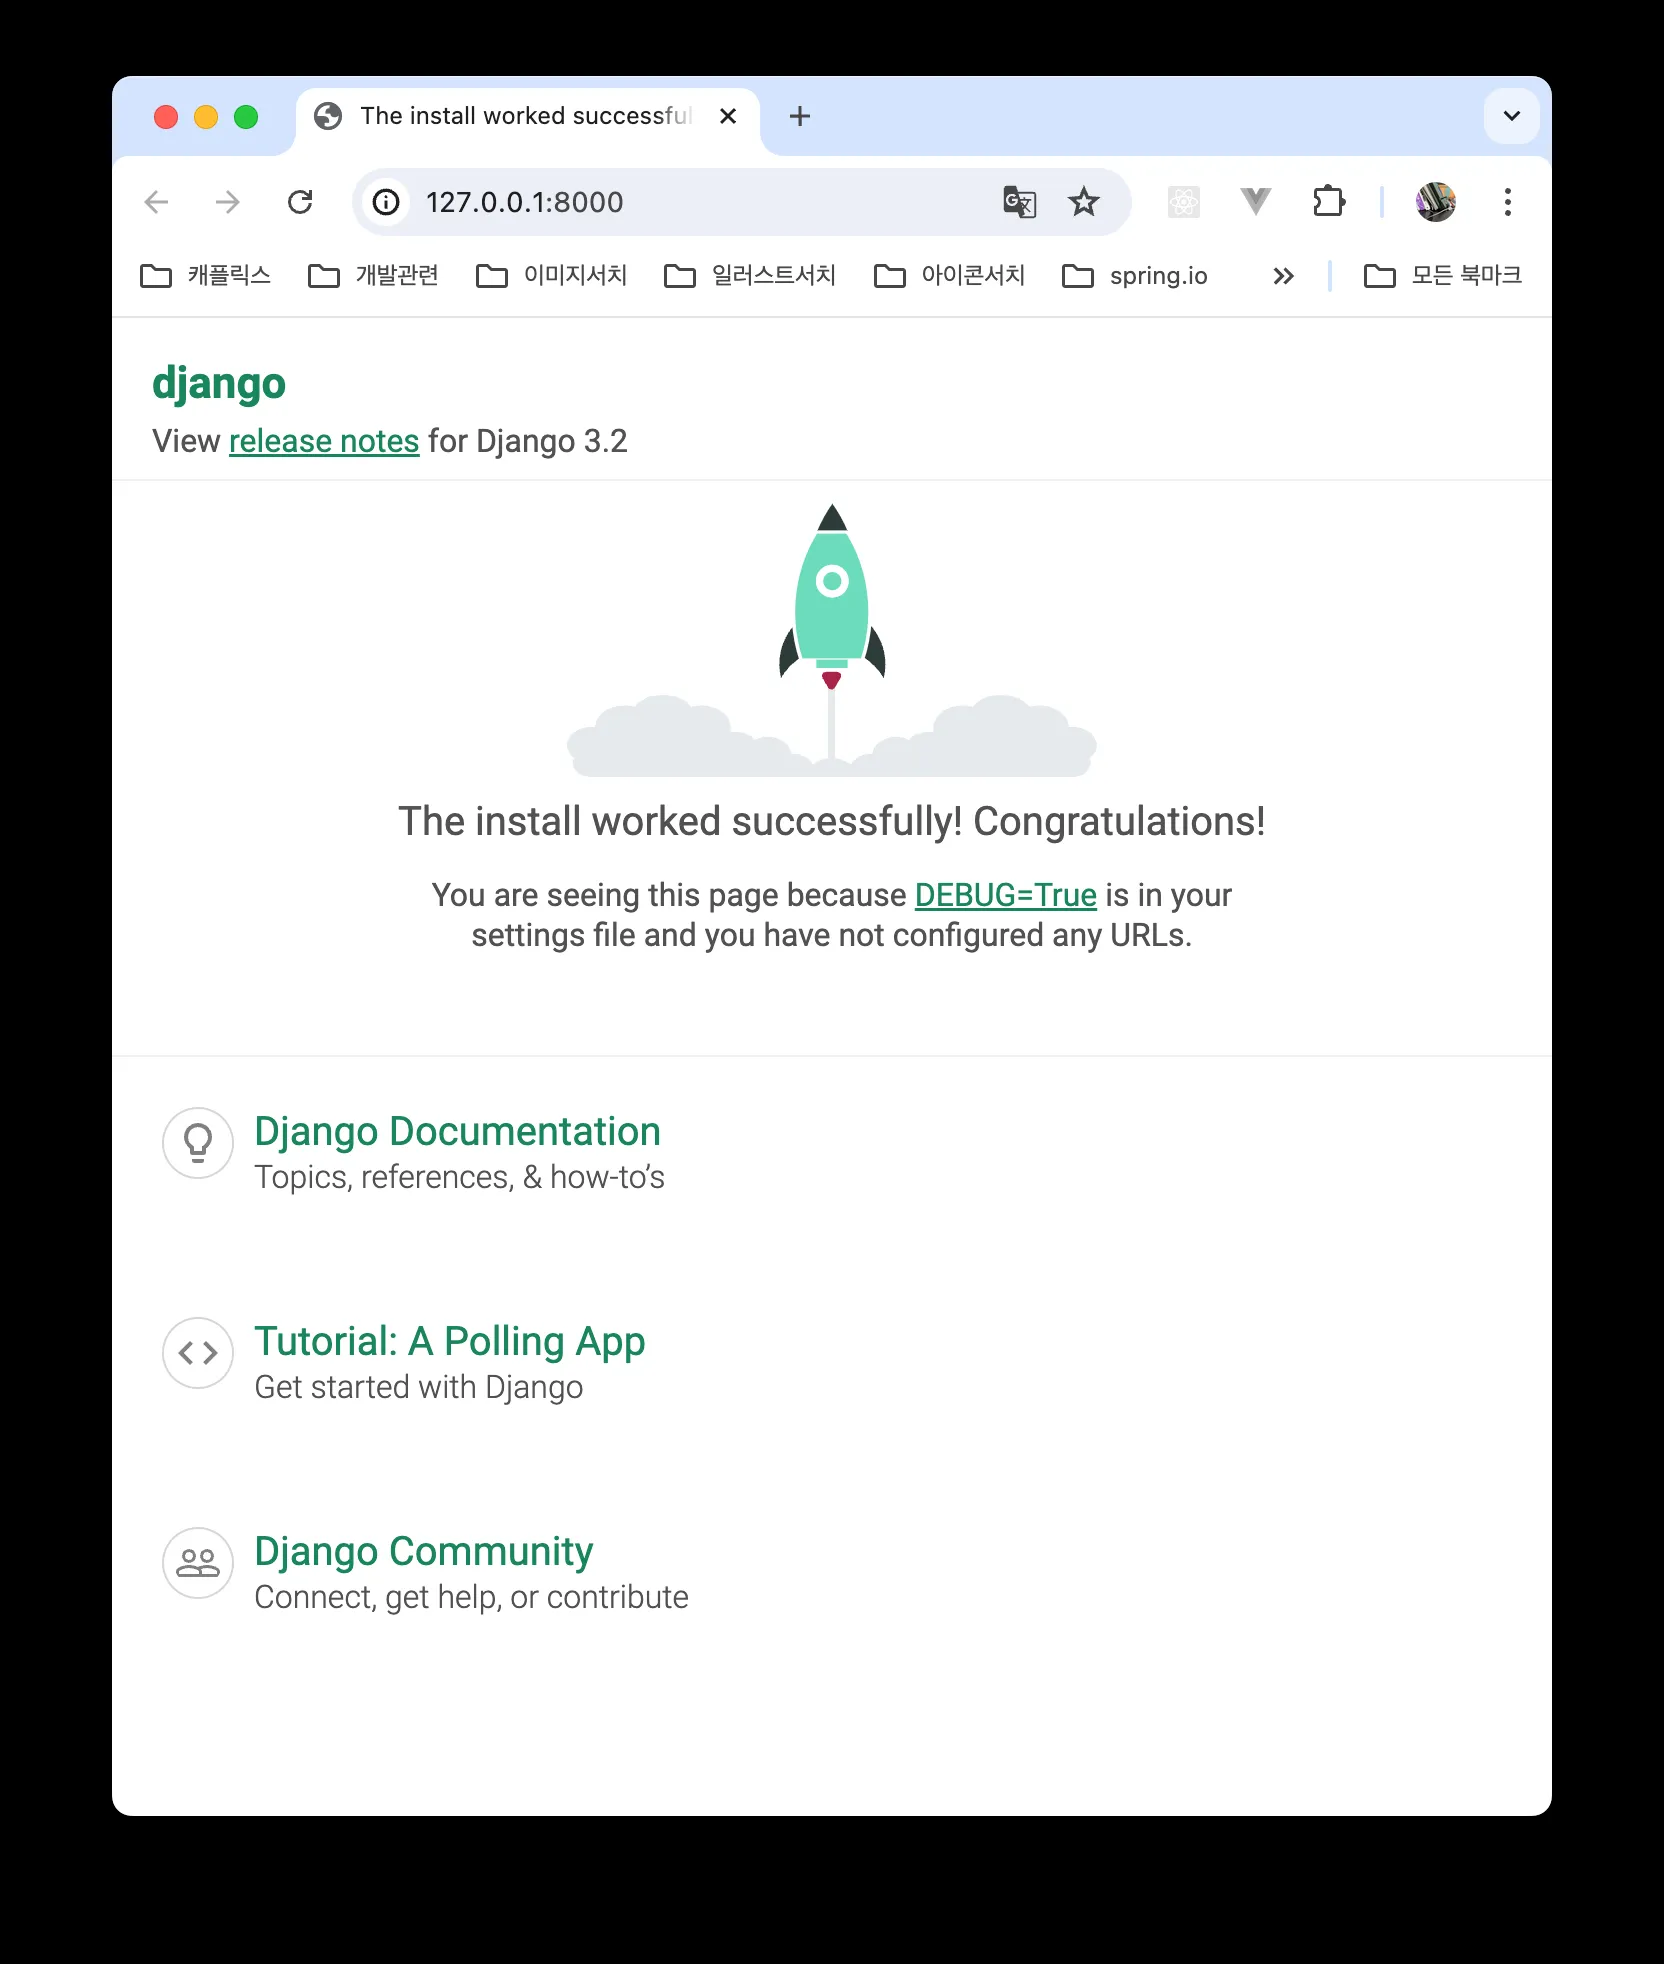 The install worked successful
127.0.0.1:8000
캐플릭스 개발관련 이미지서치 일러스트서치 아이콘서치 spring.io 모든 북마크
django
View release notes for Django 3.2
The install worked successfully! Congratulations!
You are seeing this page because DEBUG=True is in your
settings file and you have not configured any URLs.
Django Documentation
Topics, references, & how-to’s
Tutorial: A Polling App
Get started with Django
Django Community
Connect, get help, or contribute